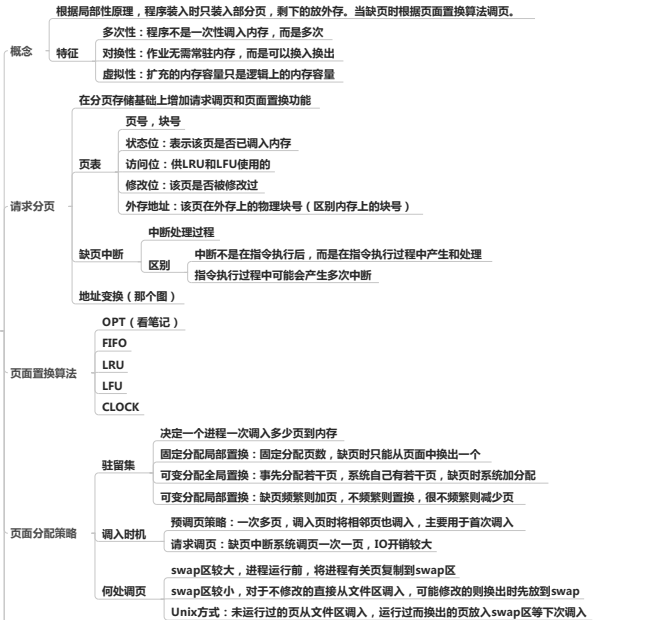 概念
根据局部性原理，程序装入时只装入部分页，剩下的放外存。当缺页时根据页面置换算法调页。
特征
多次性：程序不是一次性调入内存，而是多次
对换性：作业无需常驻内存，而是可以换入换出
虚拟性：扩充的内存容量只是逻辑上的内存容量
请求分页
在分页存储基础上增加请求调页和页面置换功能
页表
页号，块号
状态位：表示该页是否已调入内存
访问位：供LRU和LFU使用的
修改位：该页是否被修改过
外存地址：该页在外存上的物理块号（区别内存上的块号）
缺页中断
中断处理过程
区别
中断不是在指令执行后，而是在指令执行过程中产生和处理
指令执行过程中可能会产生多次中断
地址变换（那个图）
页面置换算法
OPT（看笔记）
FIFO
LRU
LFU
CLOCK
页面分配策略
驻留集
决定一个进程一次调入多少页到内存
固定分配局部置换：固定分配页数，缺页时只能从页面中换出一个
可变分配全局置换：事先分配若干页，系统自己有若干页，缺页时系统加分配
可变分配局部置换：缺页频繁则加页，不频繁则置换，很不频繁则减少页
调入时机
预调页策略：一次多页，调入页时将相邻页也调入，主要用于首次调入
请求调页：缺页中断系统调页一次一页，IO开销较大
何处调页
swap区较大，进程运行前，将进程有关页复制到swap区
swap区较小，对于不修改的直接从文件区调入，可能修改的则换出时先放到swap
Unix方式：未运行过的页从文件区调入，运行过而换出的页放入swap区等下次调入